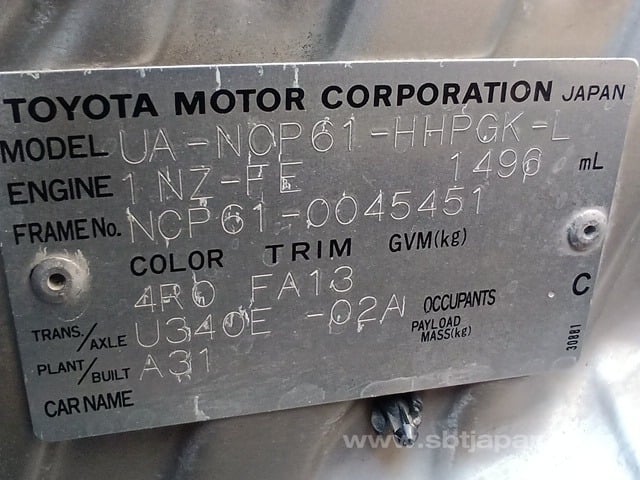 TOYOTA MOTOR CORPORATION JAPAN
MODEL UA-NCP61-HHPGK-L
ENGINE 1NZ-FE 1496 mL
FRAME No. NCP61-0045451
COLOR TRIM GVM(kg)
4R0 FA13 C
TRANS./AXLE U340E -02A OCCUPANTS
PAYLOAD MASS(kg)
PLANT/BUILT A31
CAR NAME
30881
www.sbtjapan